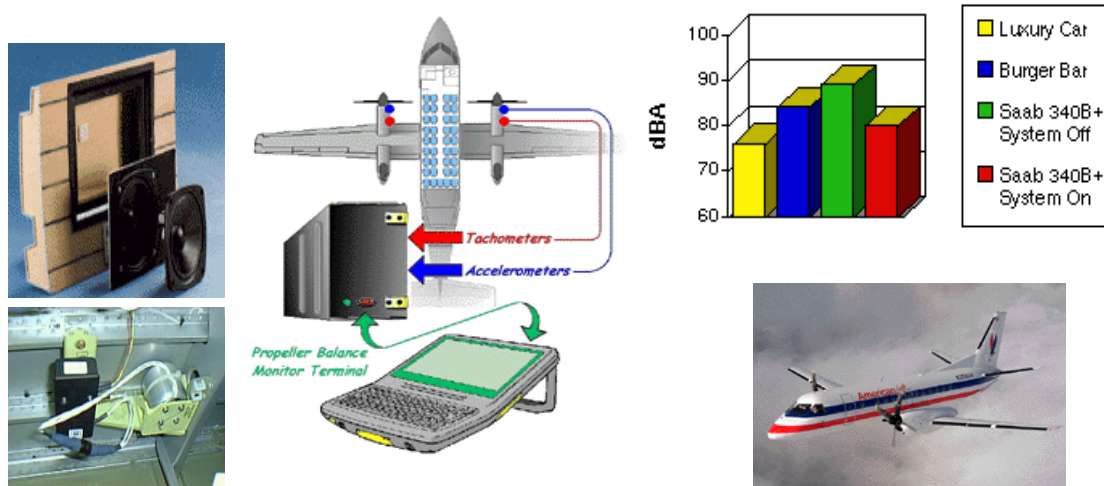 Tachometers
Accelerometers
Propeller Balance
Monitor Terminal
100
90
80
70
60
dBA
Luxury Car
Burger Bar
Saab 340B+
System Off
Saab 340B+
System On
American